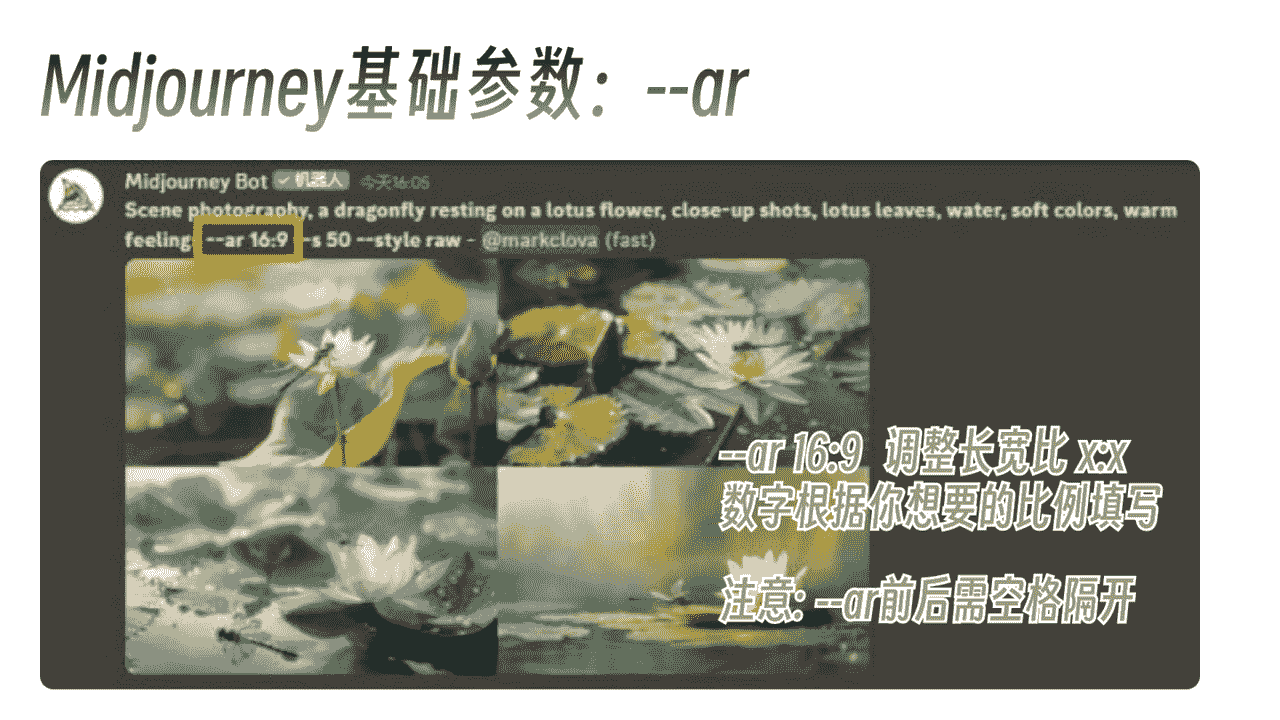 Midjourney基础参数：--ar
Midjourney Bot ✓ 机器人 今天16:05
Scene photography, a dragonfly resting on a lotus flower, close-up shots, lotus leaves, water, soft colors, warm
feeling --ar 16:9 --s 50 --style raw - @markclova (fast)
--ar 16:9 调整长宽比 x:x
数字根据你想要的比例填写
注意: --ar前后需空格隔开